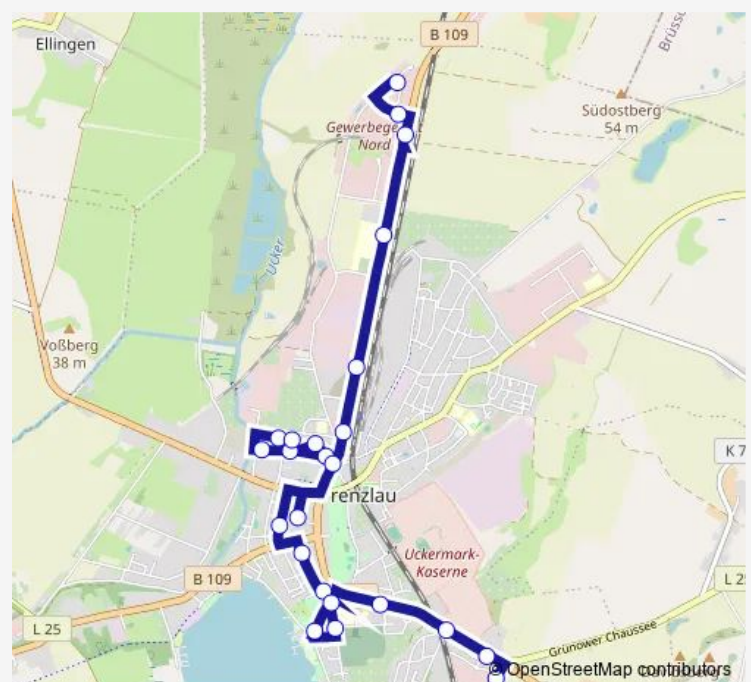 B 109
Ellingen
Brüss
Südostberg
54 m
Gewerbege
Nord
Ucker
Voßberg
38 m
K 7
renzlau
Uckermark-
Kaserne
B 109
L 2
L 25
Grünower Chaussee
OpenStreetMap contributors